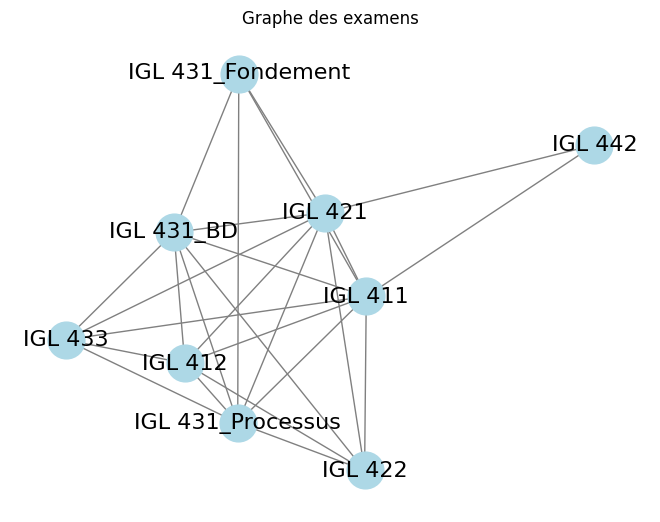 Graphe des examens
IGL 431_Fondement
IGL 442
IGL 421
IGL 431_BD
IGL 411
IGL 433
IGL 412
IGL 431_Processus
IGL 422